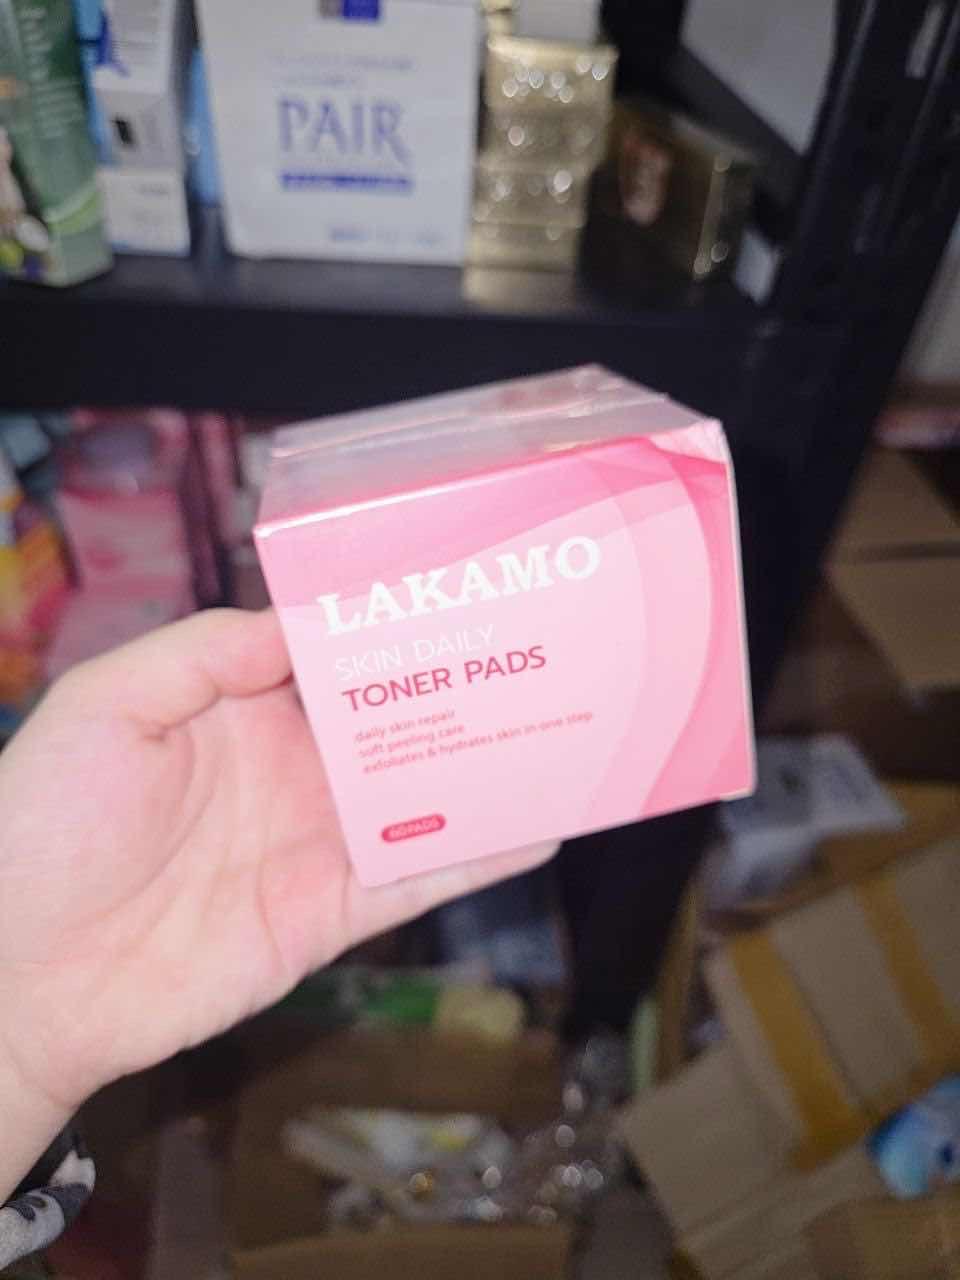 PAIR
LAKAMO
SKIN DAILY
TONER PADS
daily skin repair
soft peeling care
exfoliates & hydrates skin in one step
60PADS